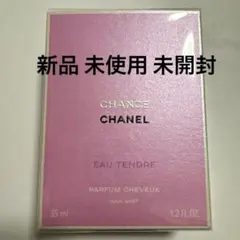 新品 未使用 未開封
CHANCE
CHANEL
EAU TENDRE
PARFUM CHEVEUX
HAIR MIST
35 ml
1.2 FL.OZ.